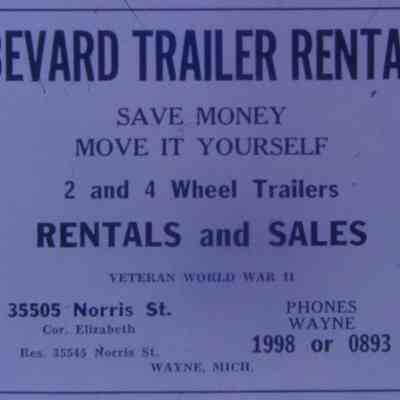 BEVARD TRAILER RENTA
SAVE MONEY
MOVE IT YOURSELF
2 and 4 Wheel Trailers
RENTALS and SALES
VETERAN WORLD WAR II
35505 Norris St.
Cor. Elizabeth
Res. 35545 Norris St.
PHONES
WAYNE
1998 or 0893
WAYNE, MICH.